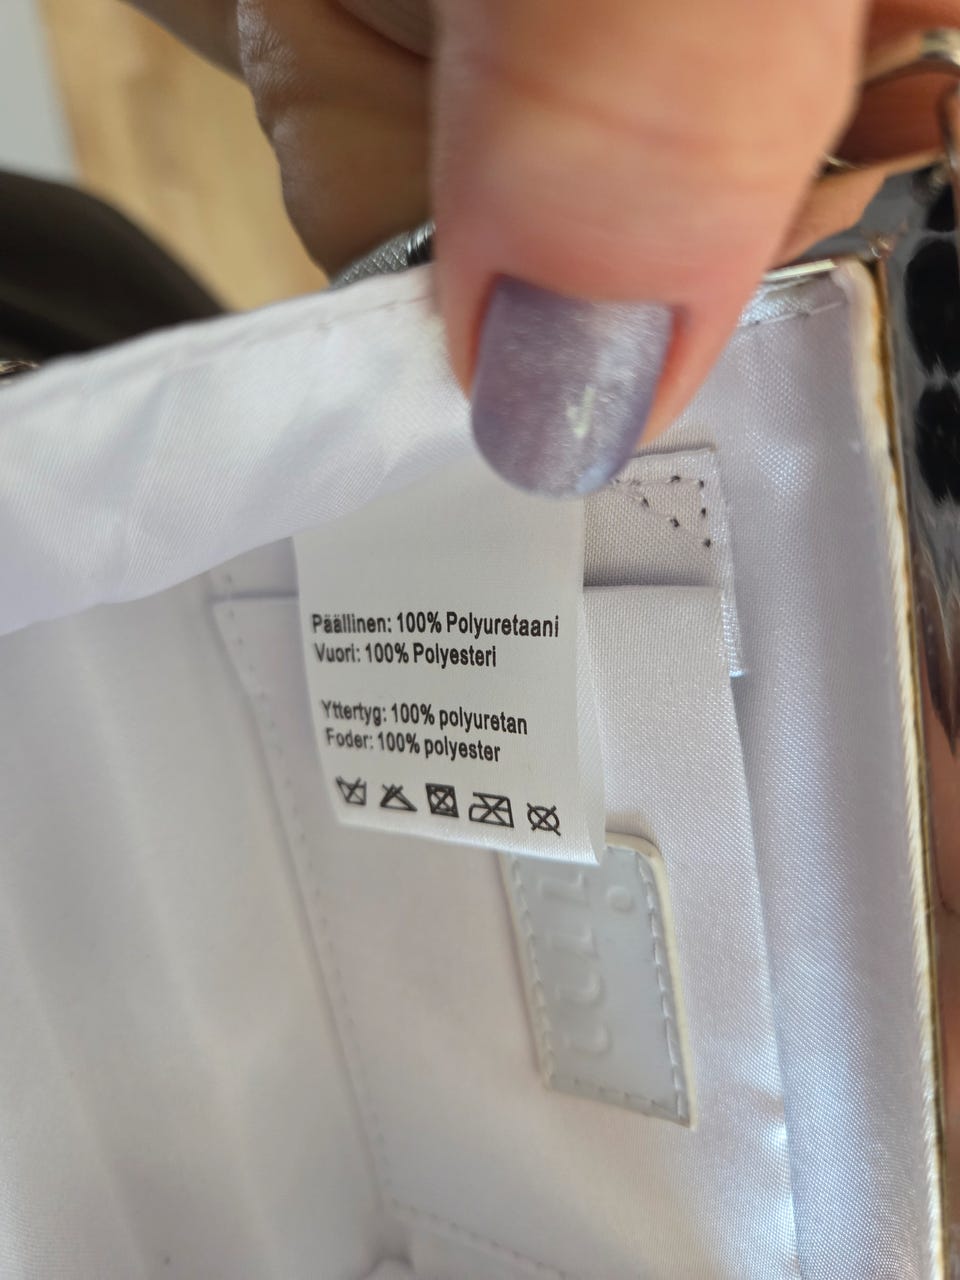 Päällinen: 100% Polyuretaani
Vuori: 100% Polyesteri
Yttertyg: 100% polyuretan
Foder: 100% polyester